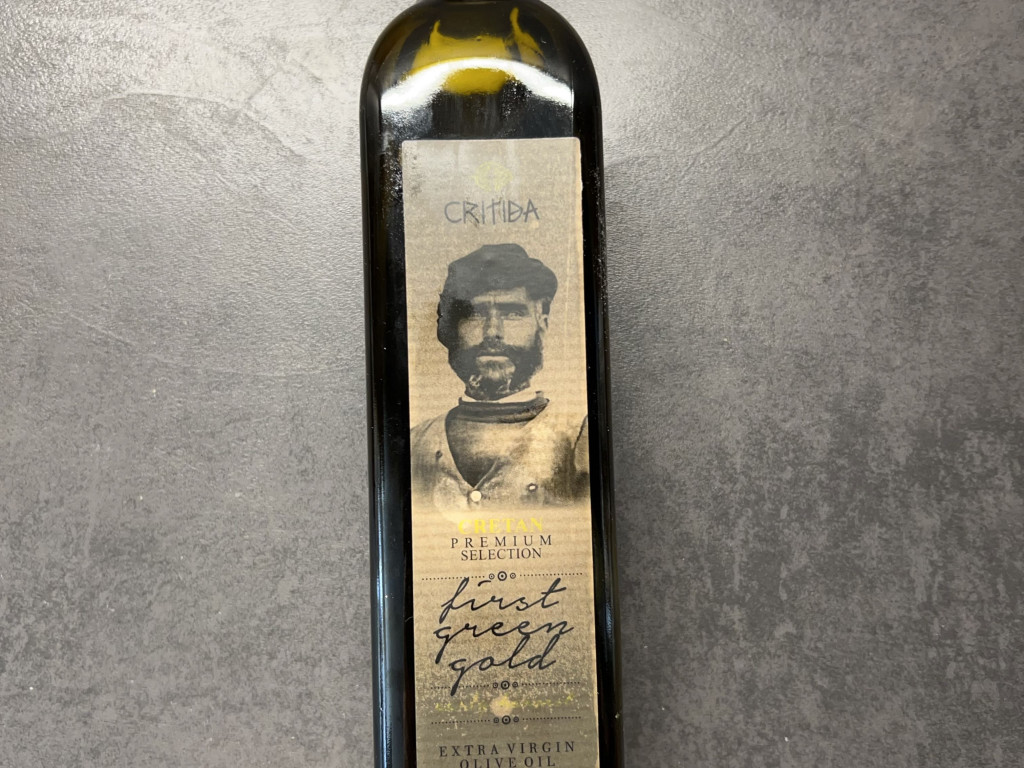 CRITIDA
CRETAN
PREMIUM
SELECTION
first
green
gold
EXTRA VIRGIN
OLIVE OIL